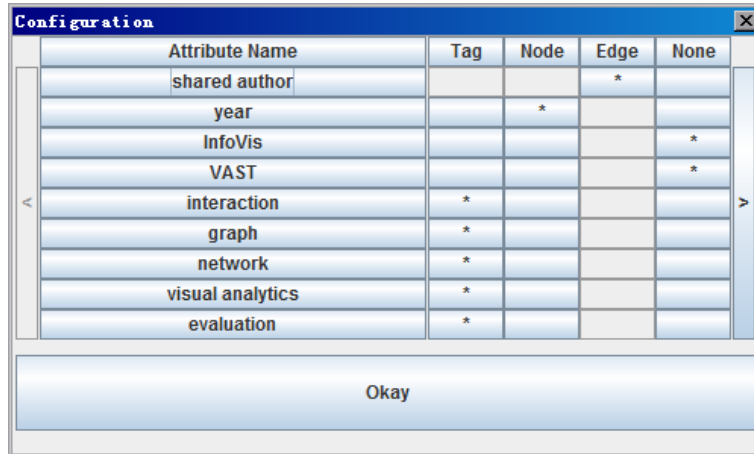 Configuration
Attribute Name Tag Node Edge None
shared author *
year *
InfoVis *
VAST *
< interaction * >
graph *
network *
visual analytics *
evaluation *
Okay